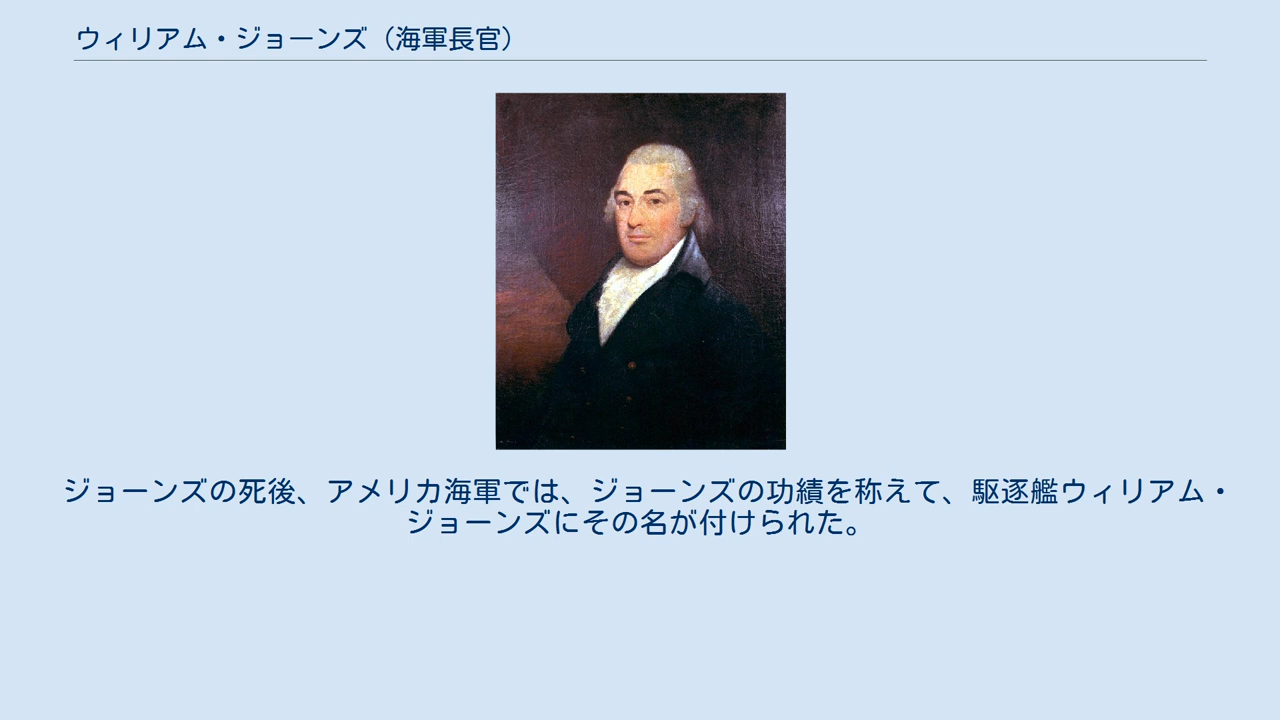 ウィリアム・ジョーンズ（海軍長官）
ジョーンズの死後、アメリカ海軍では、ジョーンズの功績を称えて、駆逐艦ウィリアム・
ジョーンズにその名が付けられた。